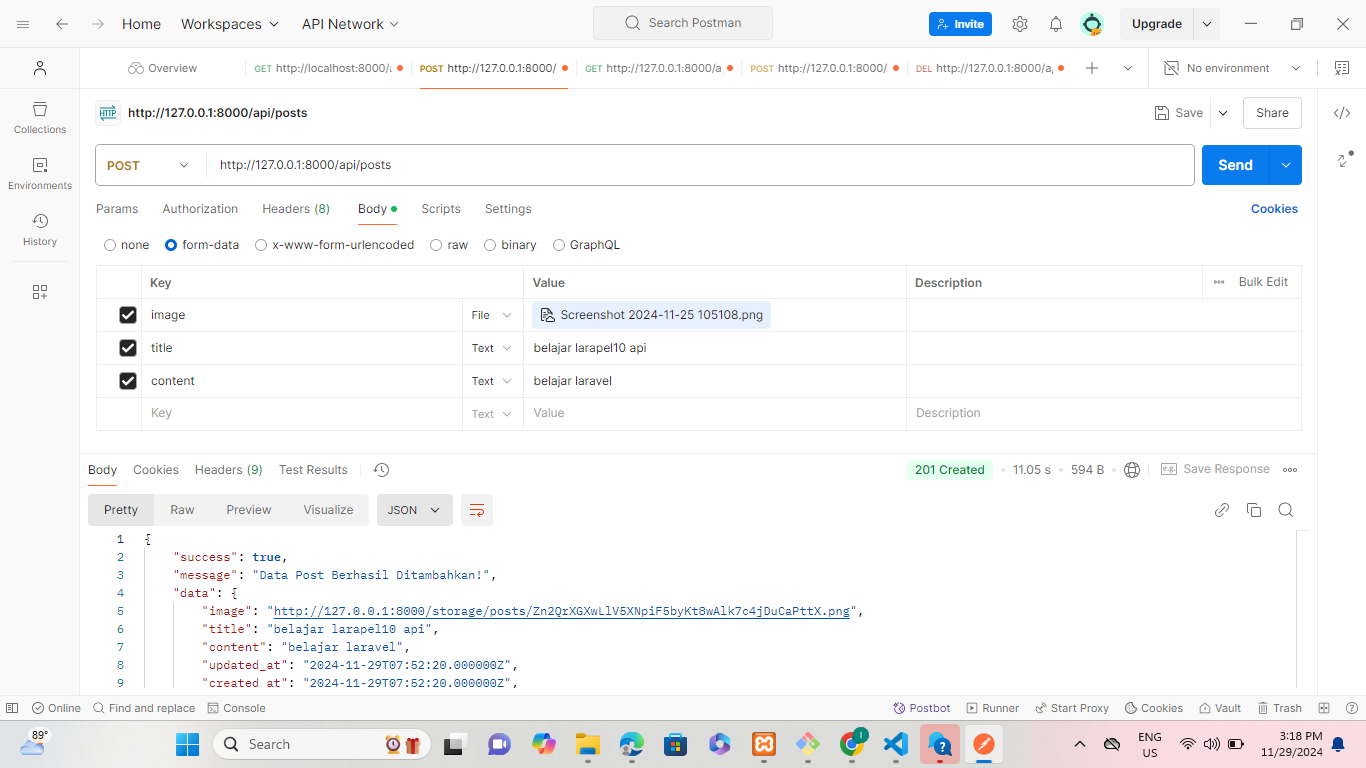 Home Workspaces API Network Search Postman Invite Upgrade
Overview GET http://localhost:8000/a POST http://127.0.0.1:8000/ GET http://127.0.0.1:8000/a POST http://127.0.0.1:8000/ DEL http://127.0.0.1:8000/a No environment
HTTP http://127.0.0.1:8000/api/posts Save Share
Collections
Environments
History
POST http://127.0.0.1:8000/api/posts Send
Params Authorization Headers (8) Body Scripts Settings Cookies
none form-data x-www-form-urlencoded raw binary GraphQL
Key Value Description Bulk Edit
image File Screenshot 2024-11-25 105108.png
title Text belajar larapel10 api
content Text belajar laravel
Key Text Value Description
Body Cookies Headers (9) Test Results 201 Created 11.05 s 594 B e.g. Save Response
Pretty Raw Preview Visualize JSON
1 {
2 "success": true,
3 "message": "Data Post Berhasil Ditambahkan!",
4 "data": {
5 "image": "http://127.0.0.1:8000/storage/posts/Zn2QrXGXwLlV5XNpiF5byKt8wAlk7c4jDuCaPttX.png",
6 "title": "belajar larapel10 api",
7 "content": "belajar laravel",
8 "updated_at": "2024-11-29T07:52:20.000000Z",
9 "created_at": "2024-11-29T07:52:20.000000Z",
Online Find and replace Console Postbot Runner Start Proxy Cookies Vault Trash
89° Search ENG 3:18 PM
US 11/29/2024